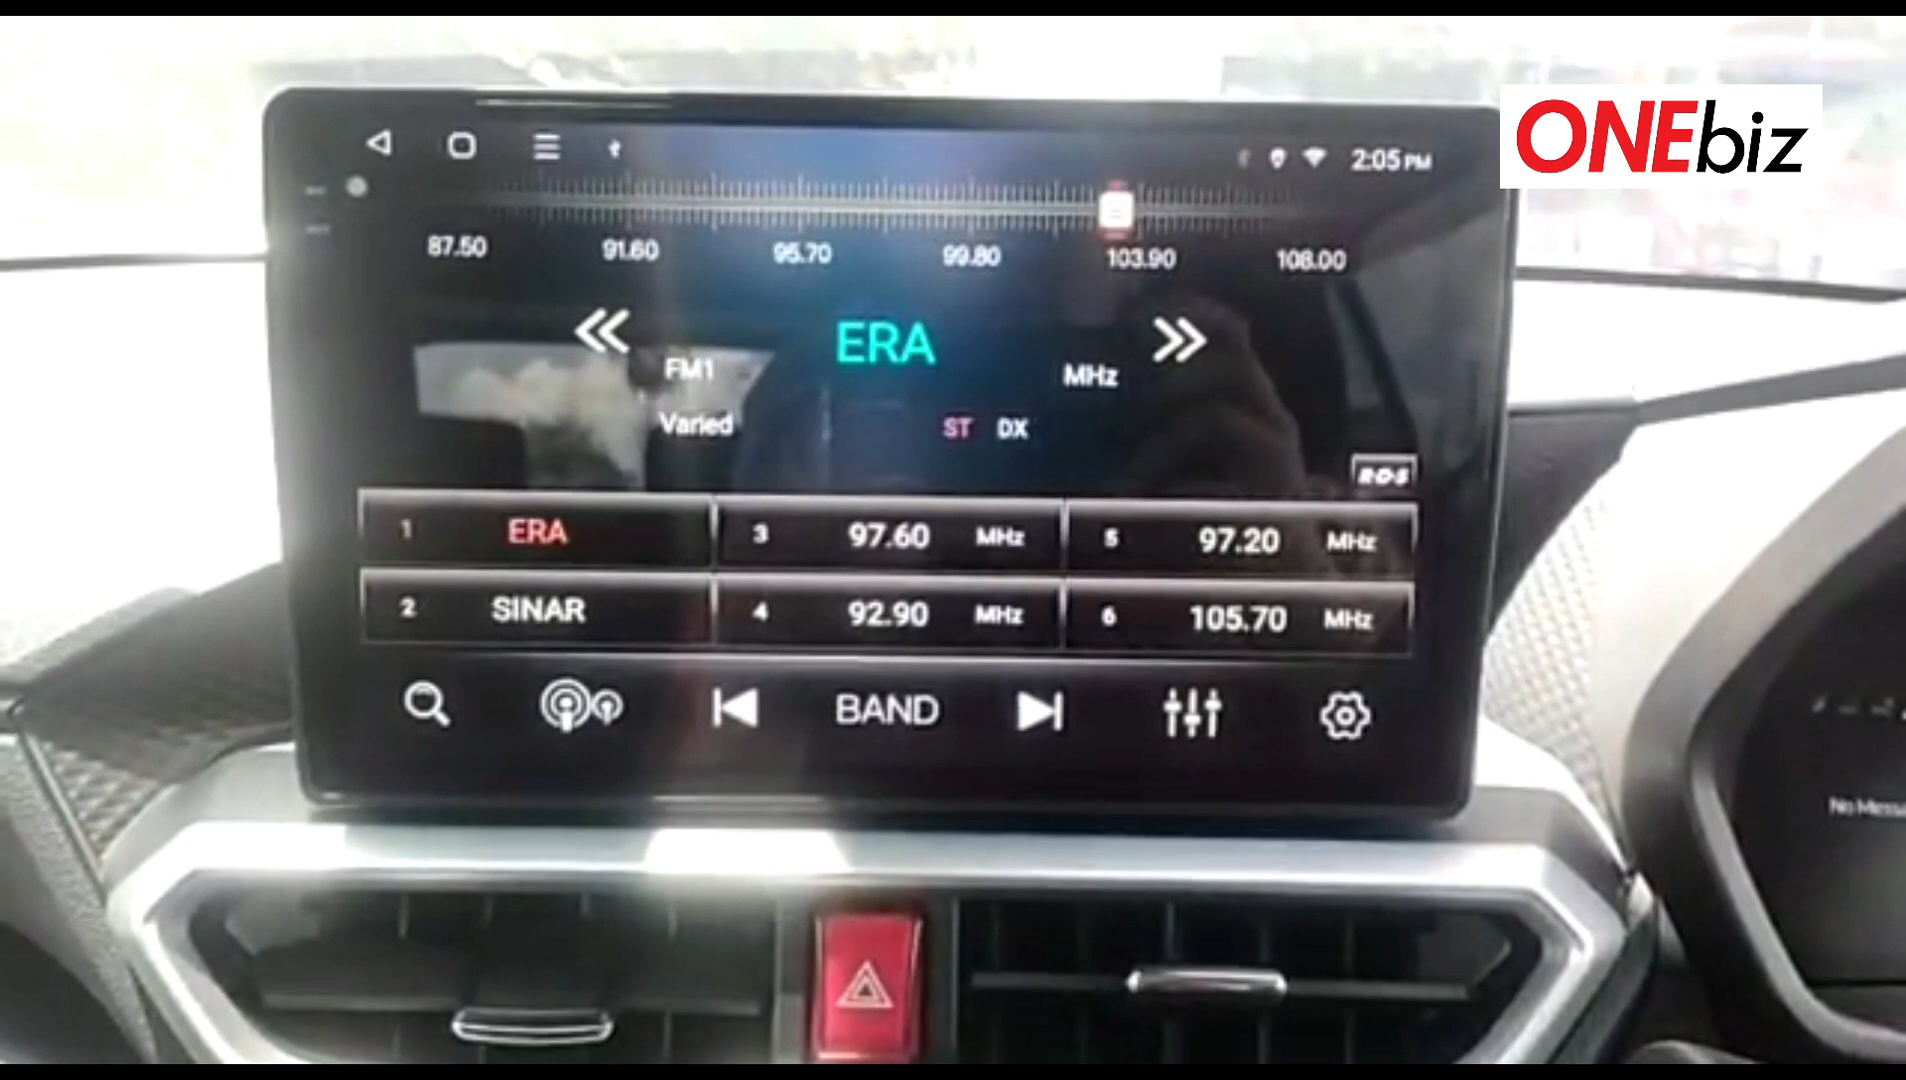 ONEbiz
2:05 PM
87.50 91.60 95.70 99.80 103.90 108.00
ERA
FM1 MHz
Varied ST DX
RDS
1 ERA 3 97.60 MHz 5 97.20 MHz
2 SINAR 4 92.90 MHz 6 105.70 MHz
BAND
No